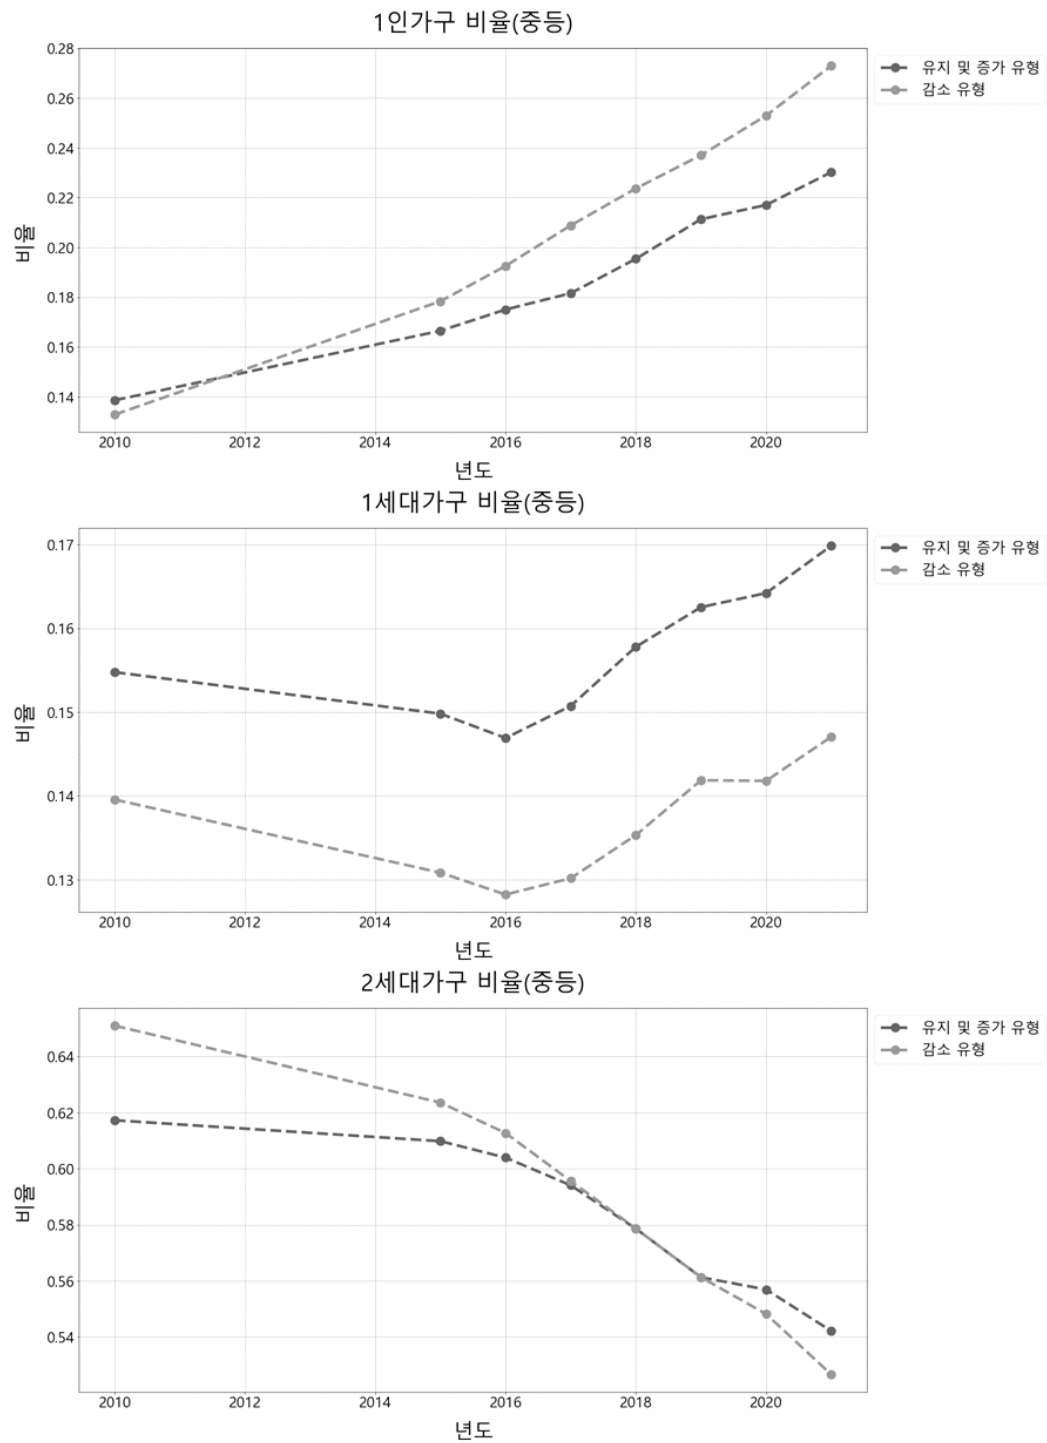 1인가구 비율(중등)
0.28
0.26
0.24
0.22
0.20
0.18
0.16
0.14
비율
2010 2012 2014 2016 2018 2020
년도
유지 및 증가 유형
감소 유형
1세대가구 비율(중등)
0.17
0.16
0.15
0.14
0.13
비율
2010 2012 2014 2016 2018 2020
년도
유지 및 증가 유형
감소 유형
2세대가구 비율(중등)
0.64
0.62
0.60
0.58
0.56
0.54
비율
2010 2012 2014 2016 2018 2020
년도
유지 및 증가 유형
감소 유형